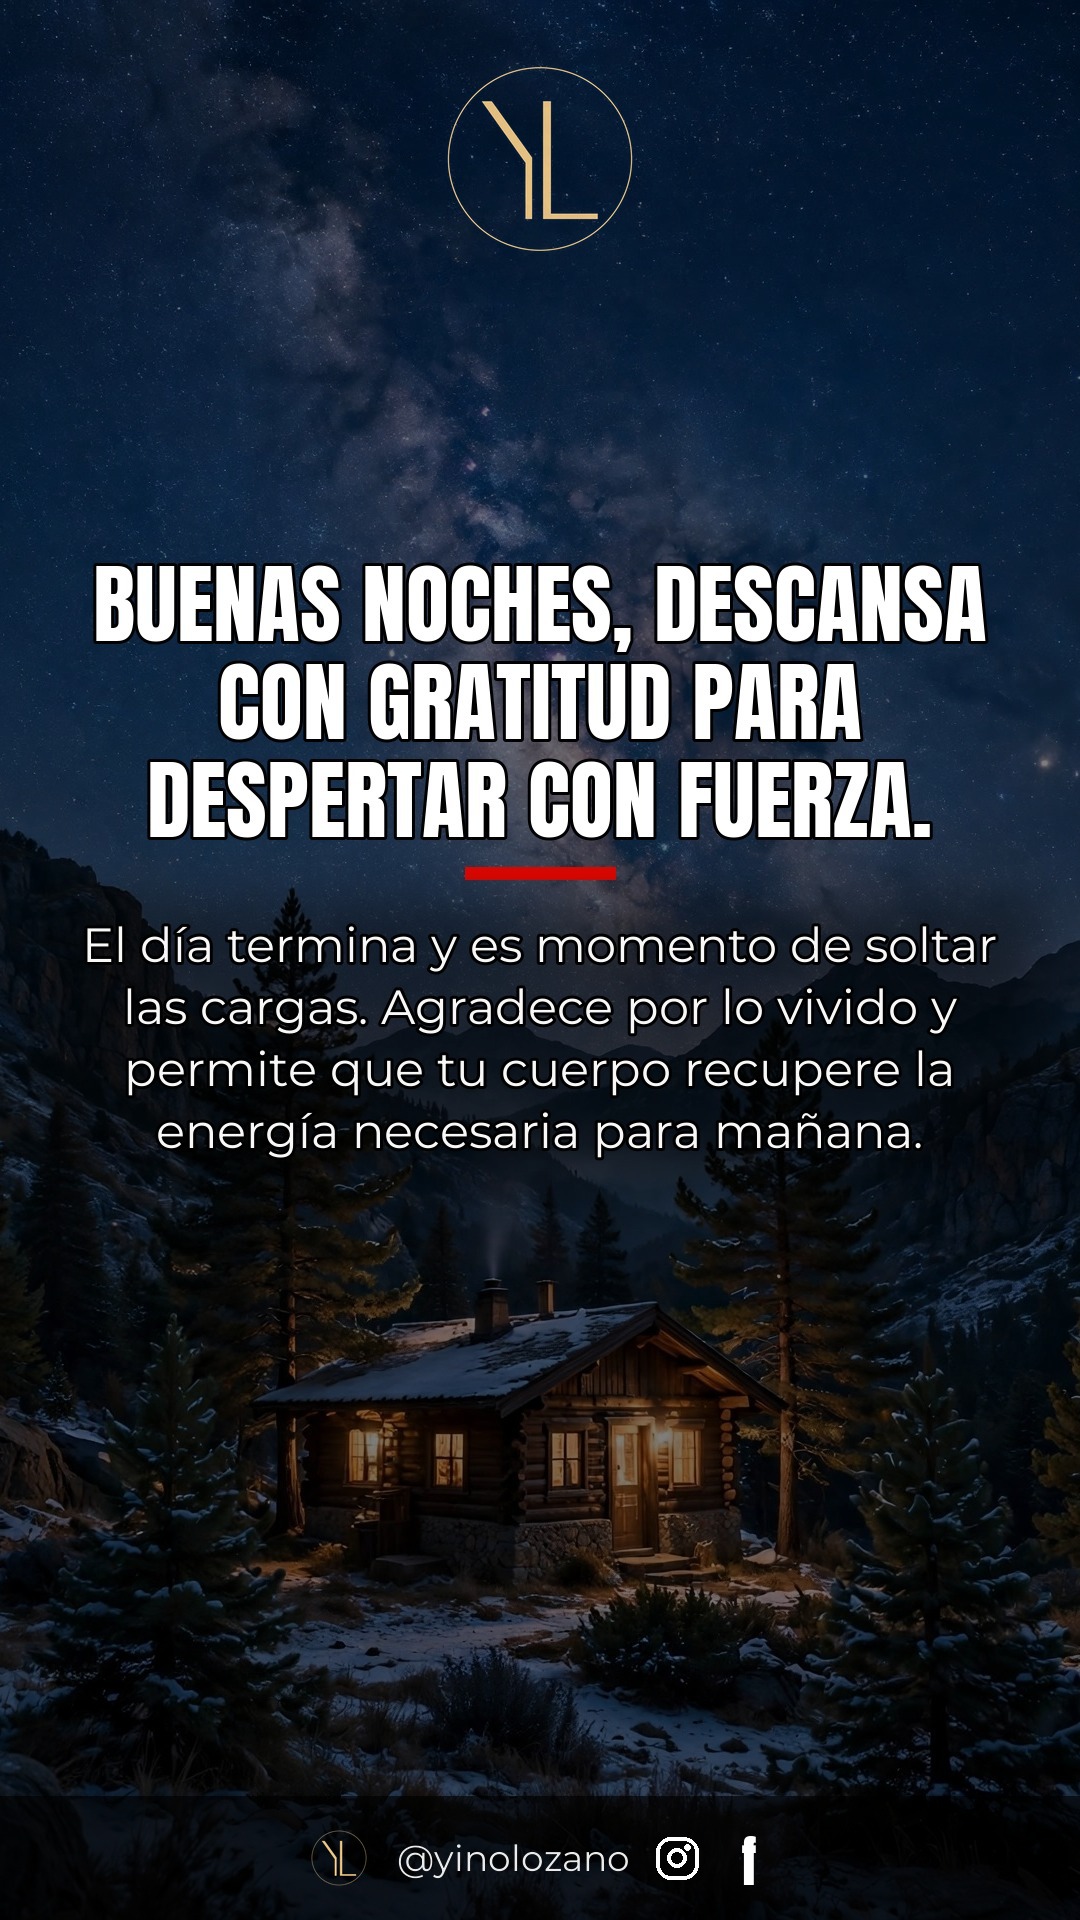 YL
BUENAS NOCHES, DESCANSA
CON GRATITUD PARA
DESPERTAR CON FUERZA.
El día termina y es momento de soltar
las cargas. Agradece por lo vivido y
permite que tu cuerpo recupere la
energía necesaria para mañana.
YL @yinolozano f